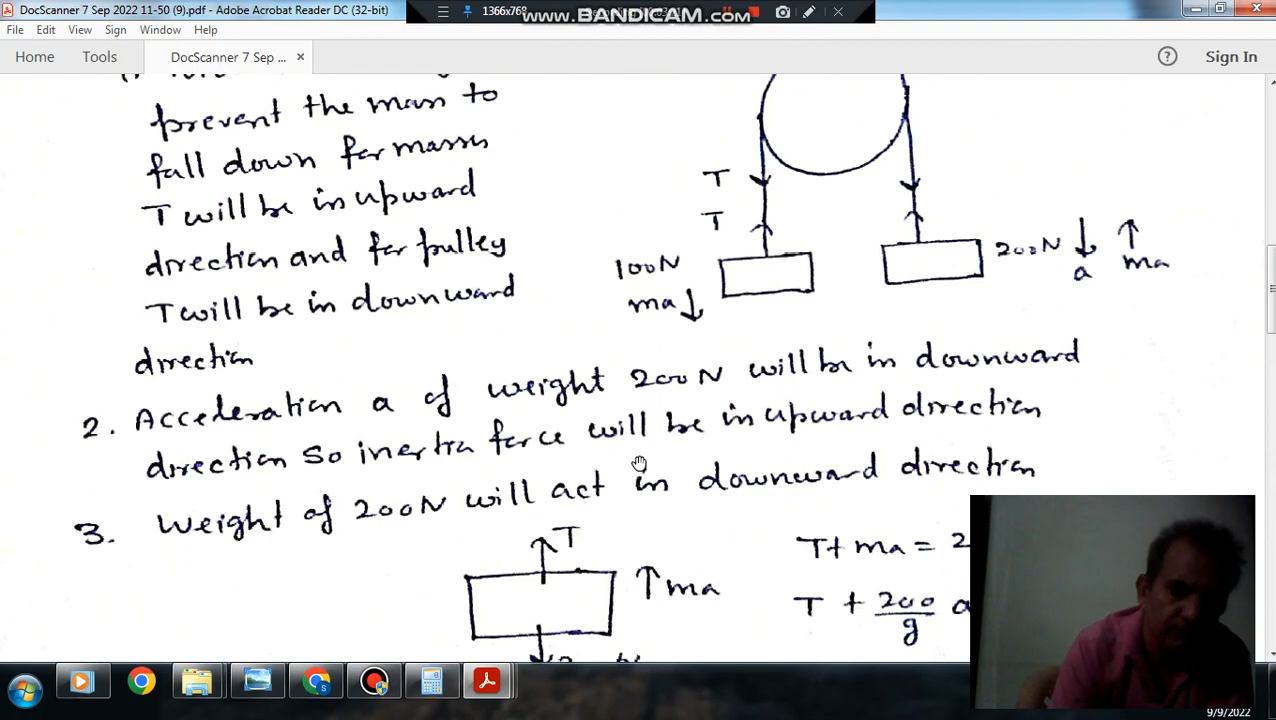 DocScanner 7 Sep 2022 11-50 (9).pdf - Adobe Acrobat Reader DC (32-bit)
1366x768
www.BANDICAM.com
File Edit View Sign Window Help
Home Tools DocScanner 7 Sep ... × Sign In
prevent the mass to
fall down for masses
T will be in upward
direction and for pulley
T will be in downward
direction
T
T
100N
ma
200N
a
ma
2. Acceleration a of weight 200N will be in downward
direction so inertia force will be in upward direction
3. Weight of 200N will act in downward direction
T
ma
T + ma = 2
T + 200/g a
9/9/2022